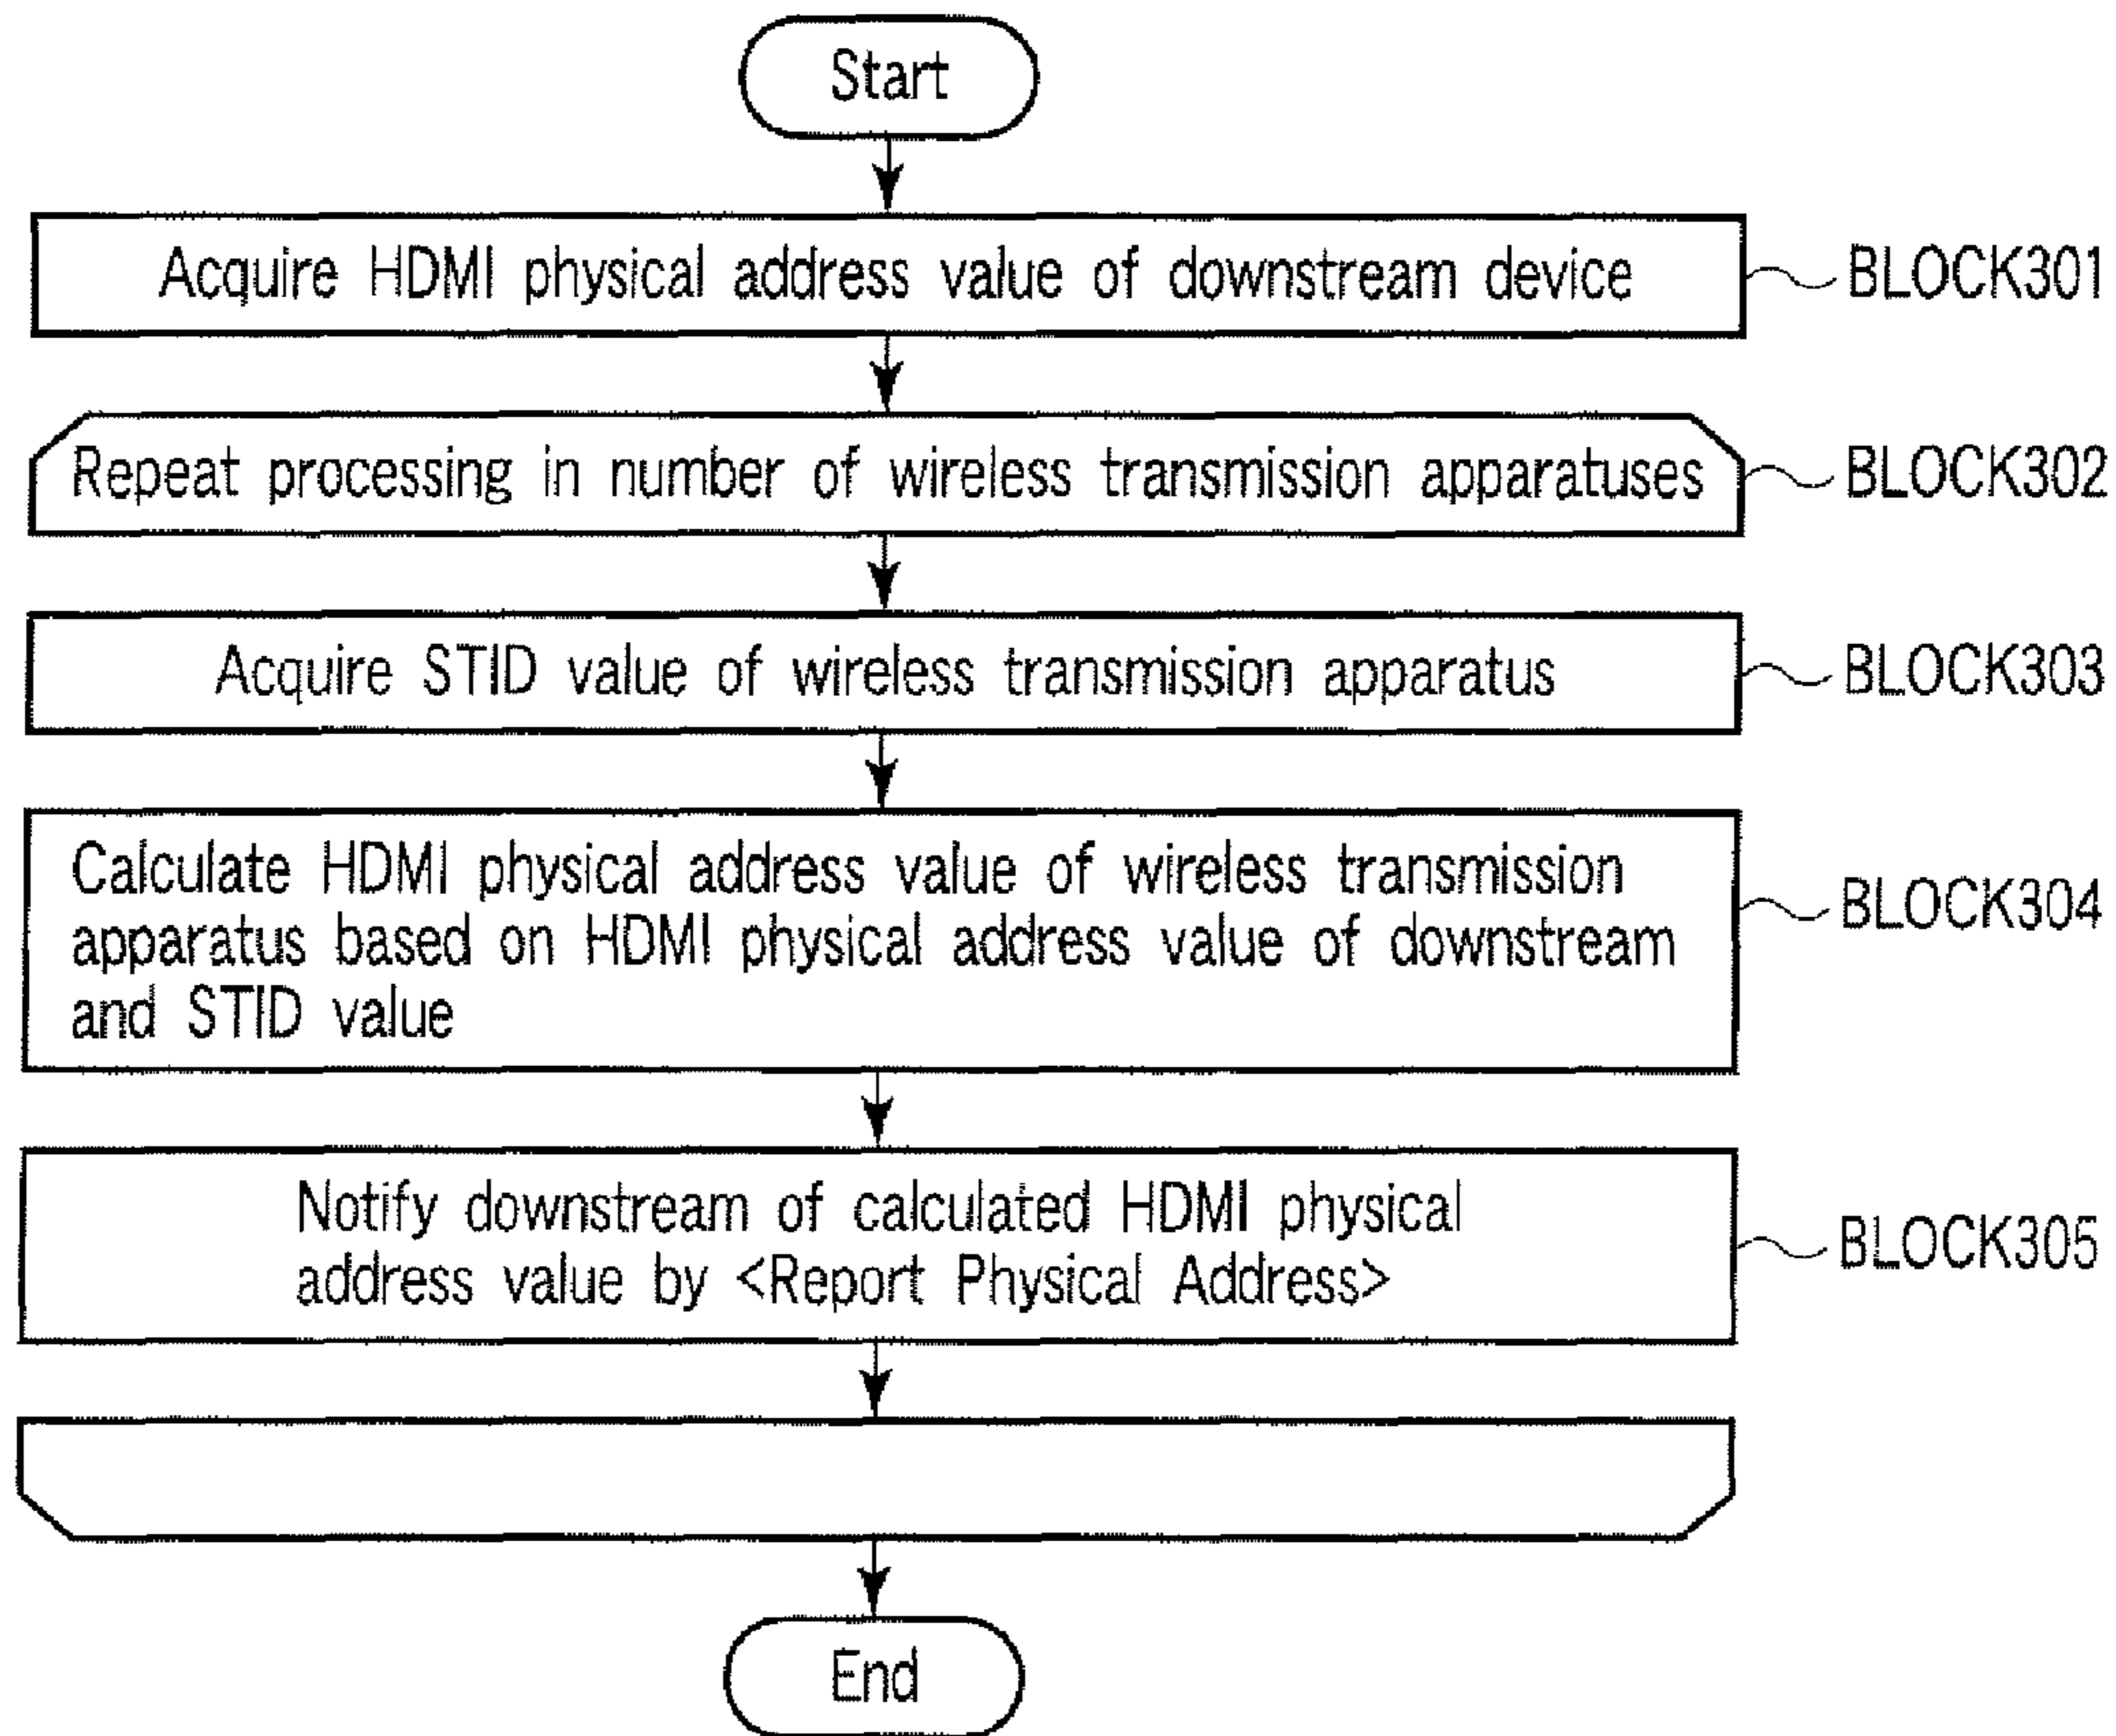 Start
Acquire HDMI physical address value of downstream device
BLOCK301
Repeat processing in number of wireless transmission apparatuses
BLOCK302
Acquire STID value of wireless transmission apparatus
BLOCK303
Calculate HDMI physical address value of wireless transmission
apparatus based on HDMI physical address value of downstream
and STID value
BLOCK304
Notify downstream of calculated HDMI physical
address value by <Report Physical Address>
BLOCK305
End